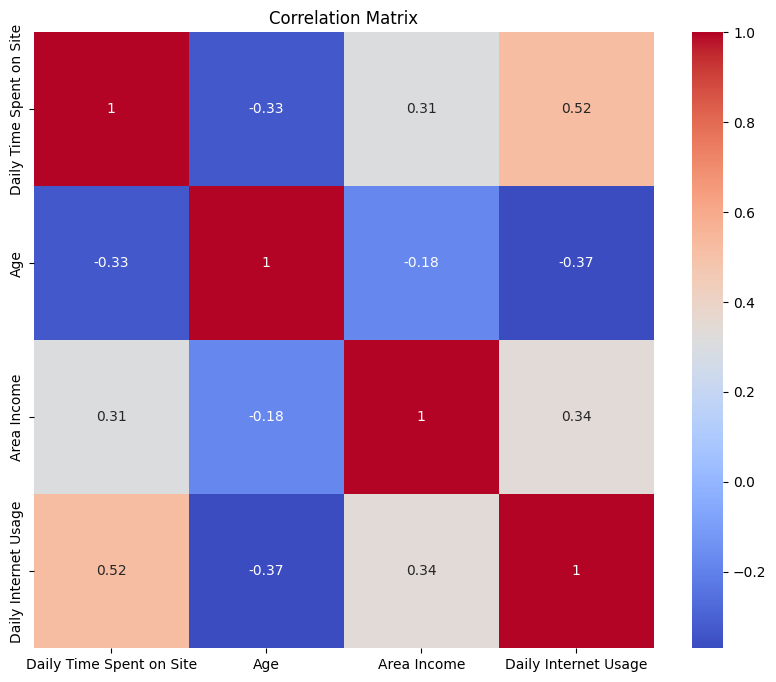 Correlation Matrix
Daily Time Spent on Site
1
-0.33
0.31
0.52
Age
-0.33
1
-0.18
-0.37
Area Income
0.31
-0.18
1
0.34
Daily Internet Usage
0.52
-0.37
0.34
1
Daily Time Spent on Site
Age
Area Income
Daily Internet Usage
1.0
0.8
0.6
0.4
0.2
0.0
−0.2